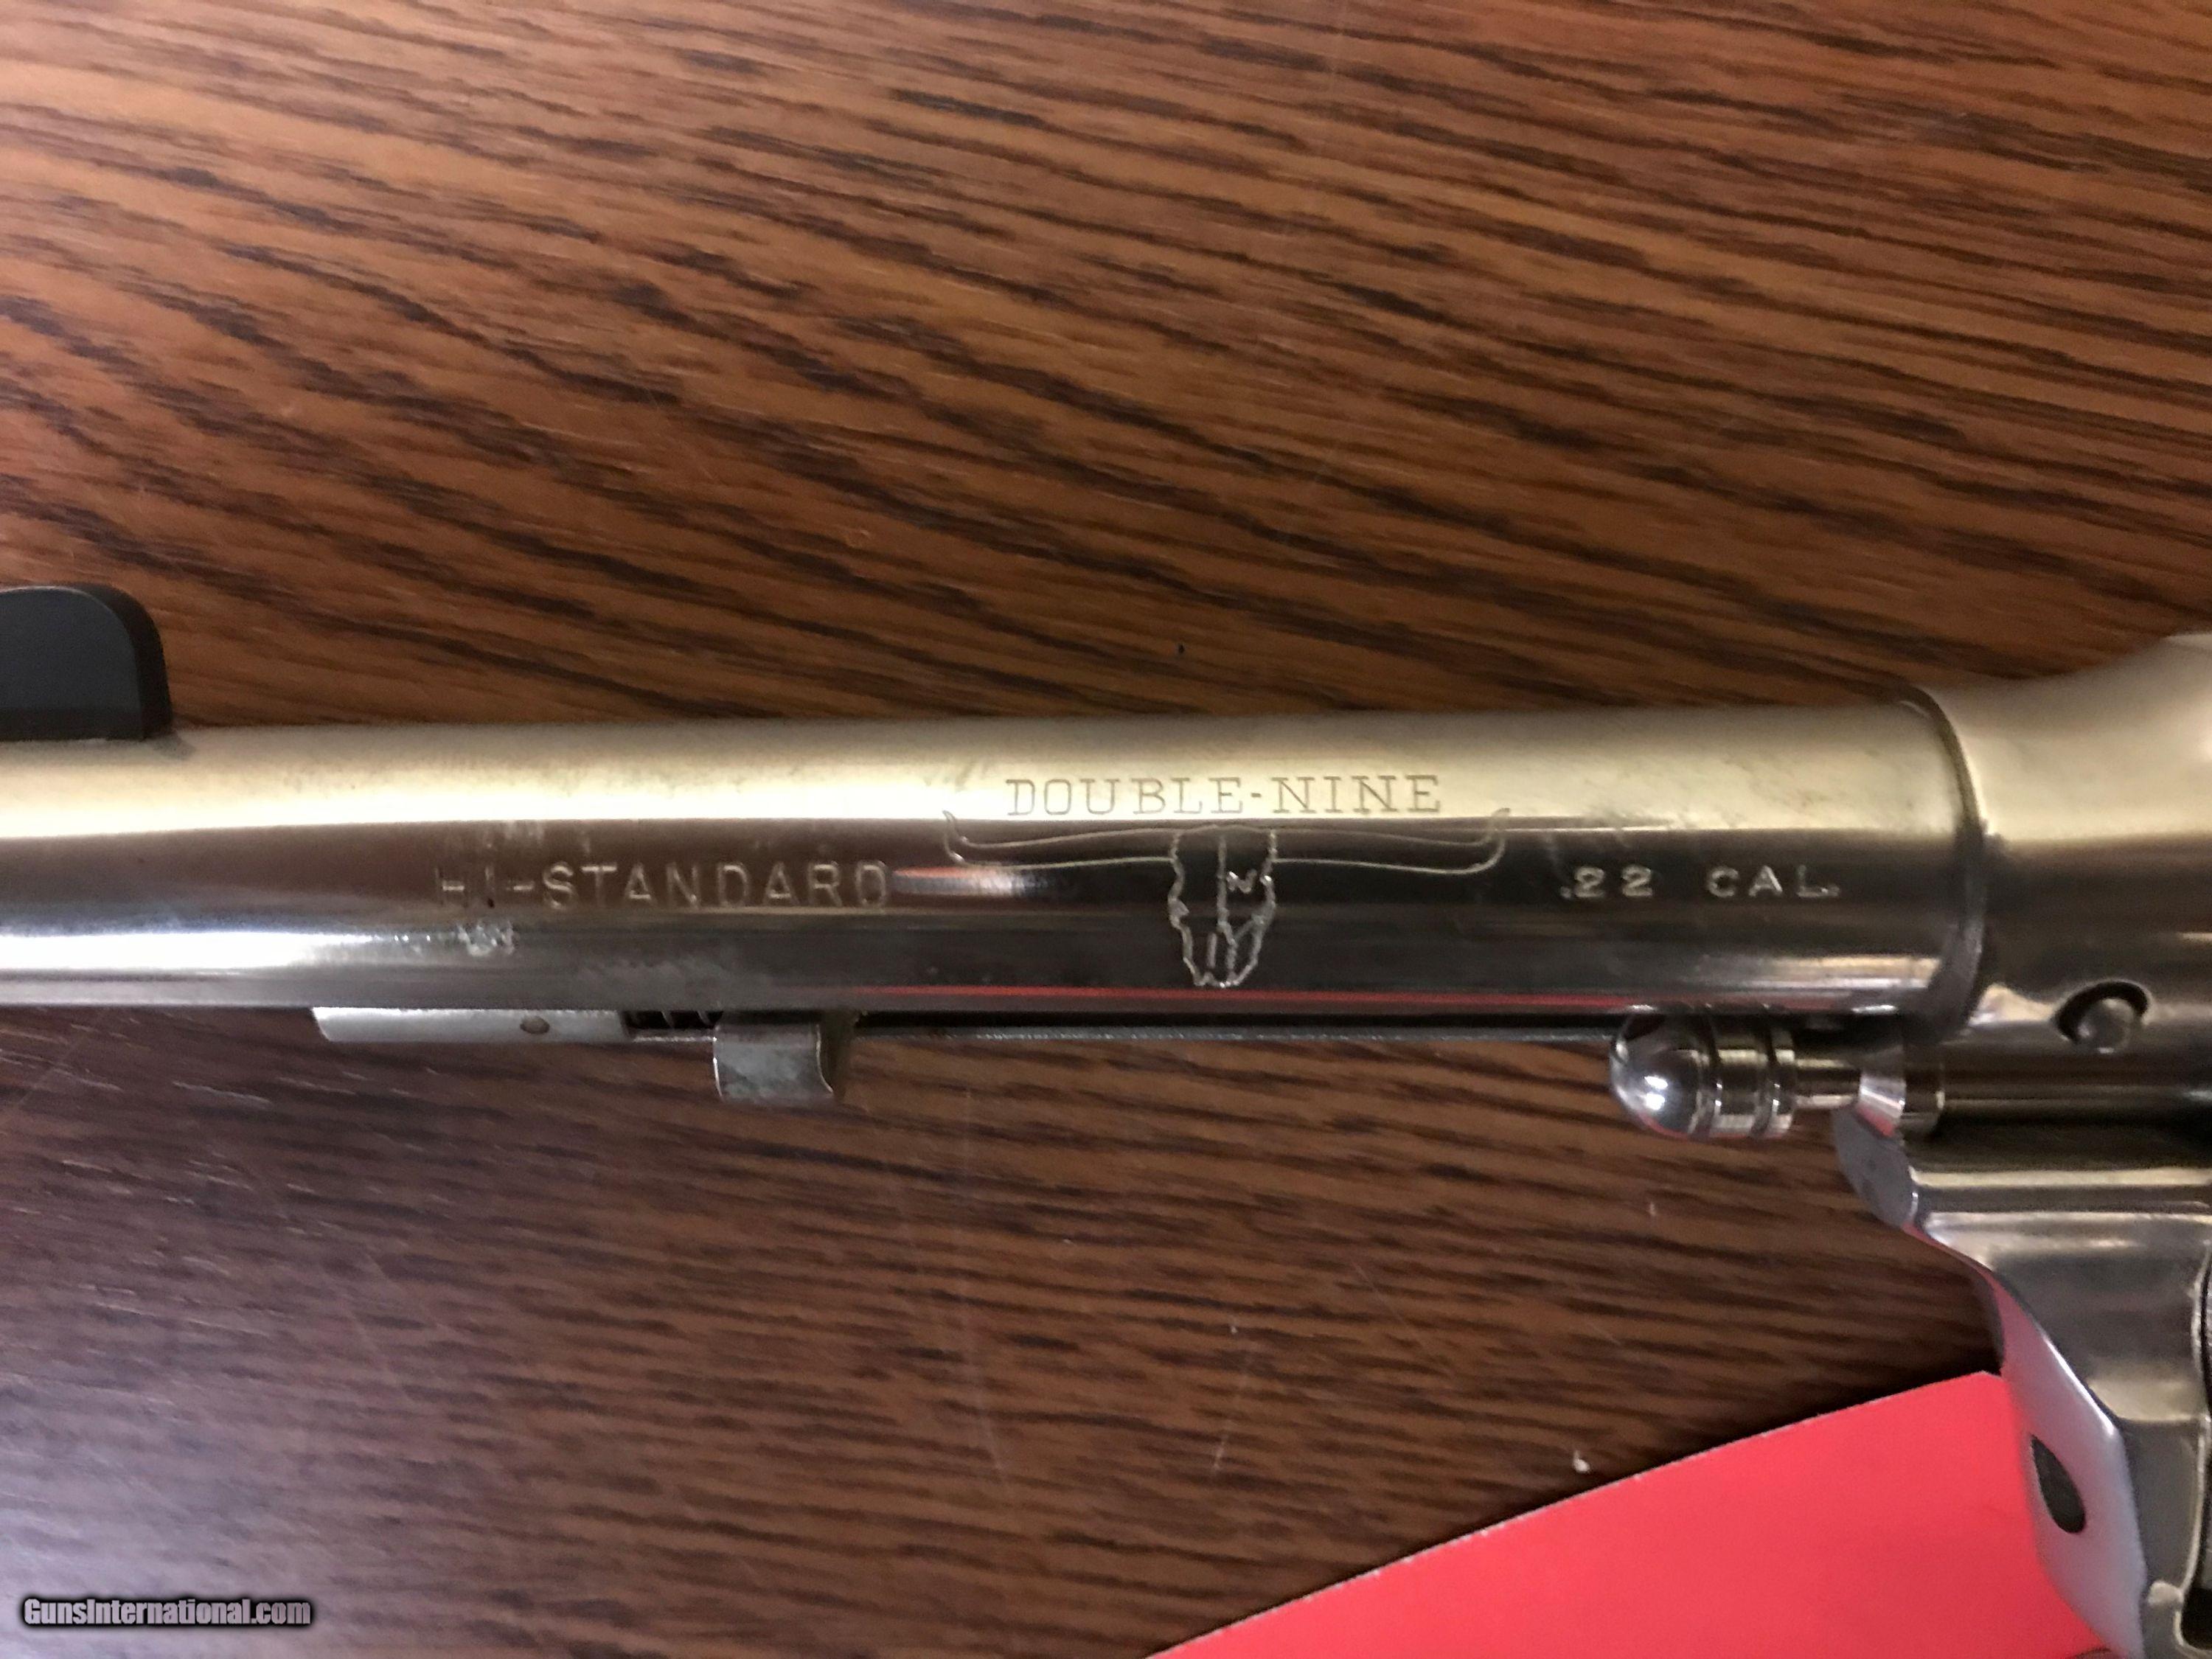 DOUBLE-NINE
HI-STANDARD
.22 CAL.
GunsInternational.com